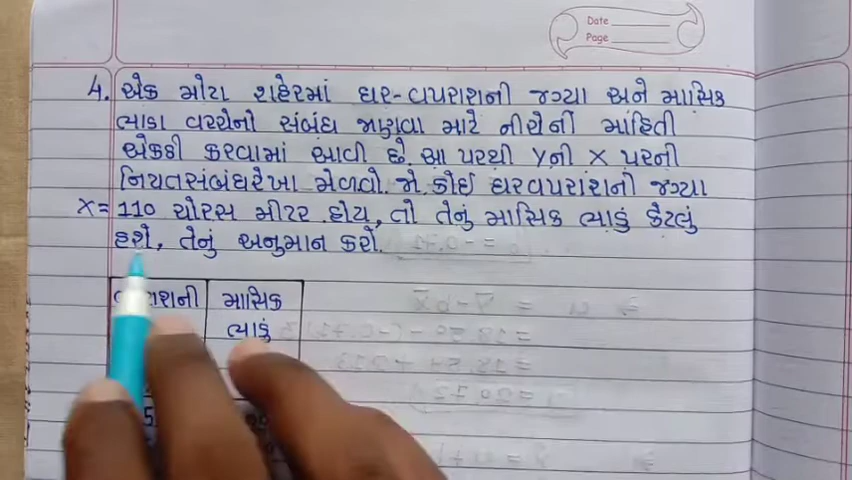 Date
Page
4. એક મોટા શહેરમાં ઘર-વપરાશની જગ્યા અને માસિક
ભાડા વચ્ચેનો સંબંધ જાણવા માટે નીચેની માહિતી
એકઠી કરવામાં આવી છે. આ પરથી Yની X પરની
નિયતસંબંધરેખા મેળવો. જો કોઈ ઘરવપરાશની જગ્યા
X= 110 ચોરસ મીટર હોય, તો તેનું માસિક ભાડું કેટલું
હશે, તેનું અનુમાન કરો.
માસિક
ભાડું